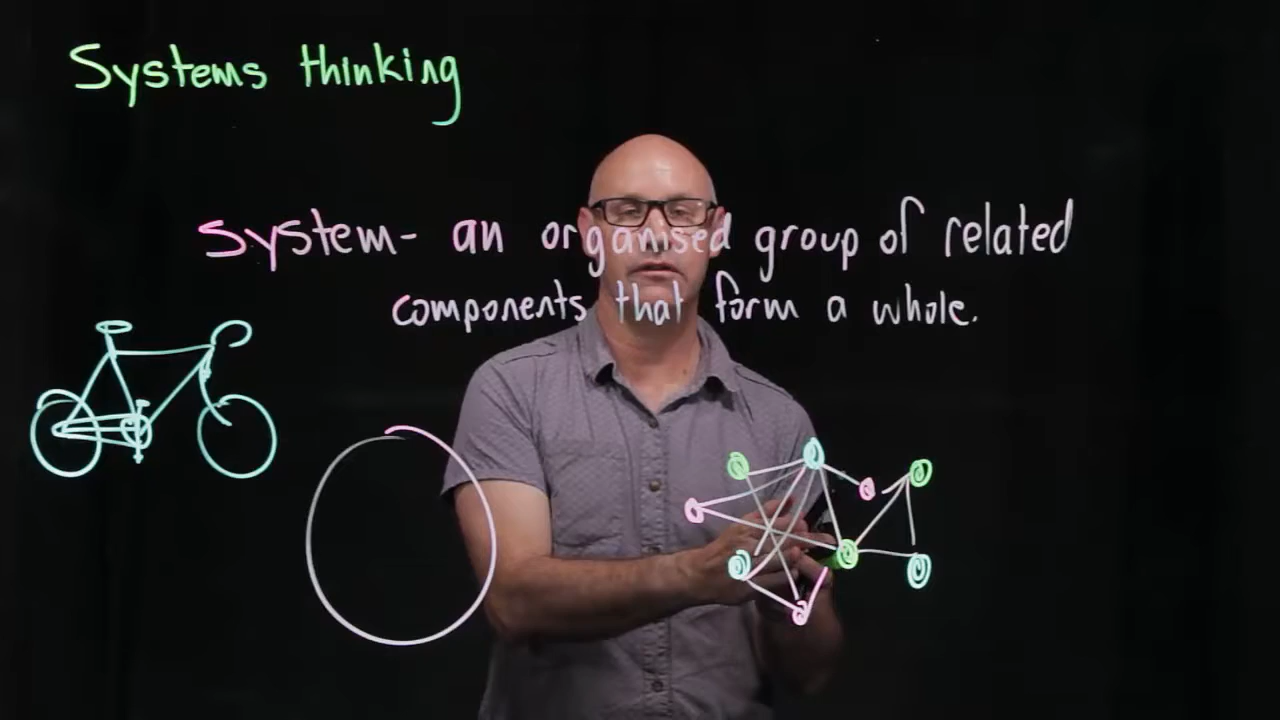 Systems thinking
System- an organised group of related
components that form a whole.